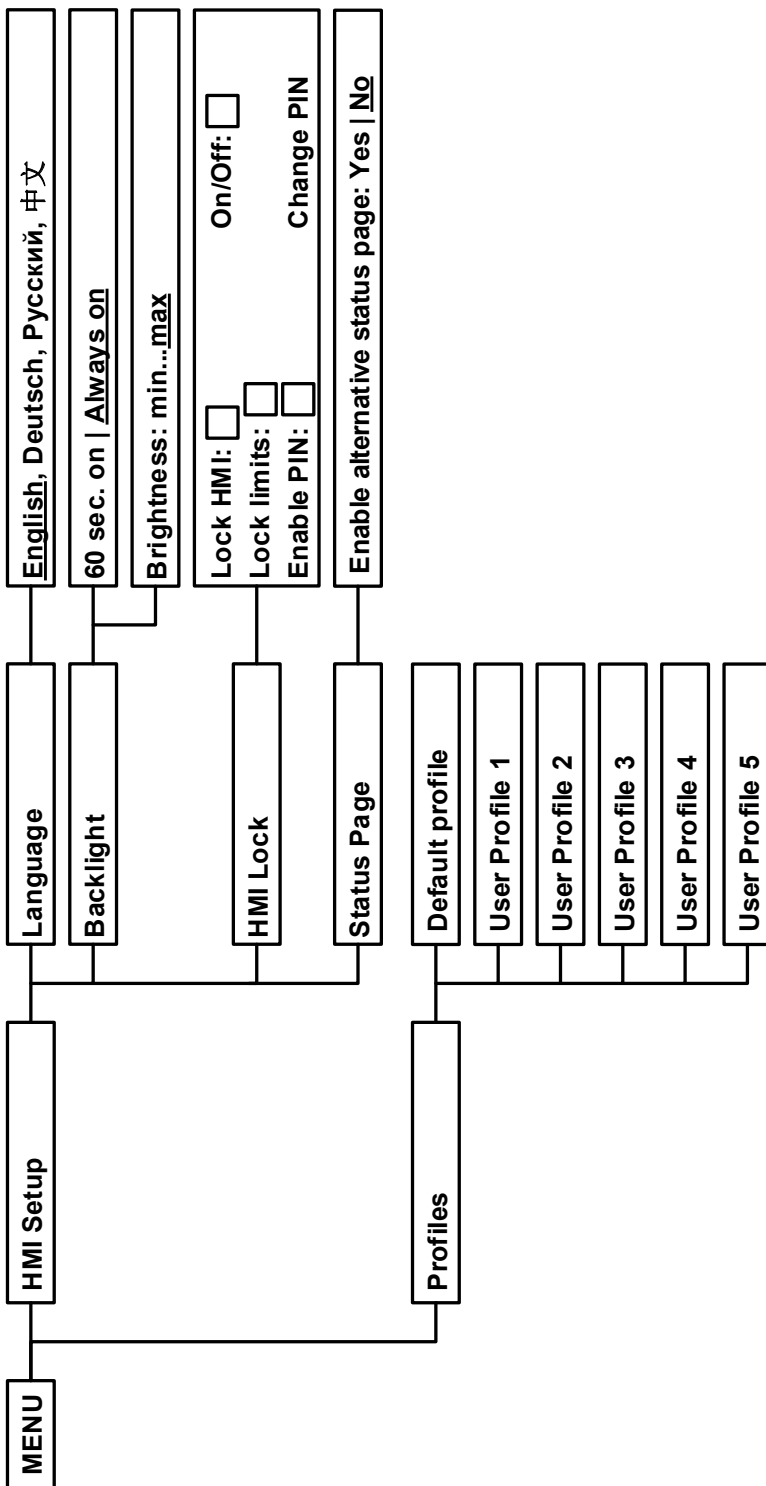 MENU
HMI Setup
Language
English, Deutsch, Русский, 中文
Backlight
60 sec. on | Always on
Brightness: min...max
HMI Lock
Lock HMI: On/Off:
Lock limits:
Enable PIN: Change PIN
Status Page
Enable alternative status page: Yes | No
Profiles
Default profile
User Profile 1
User Profile 2
User Profile 3
User Profile 4
User Profile 5